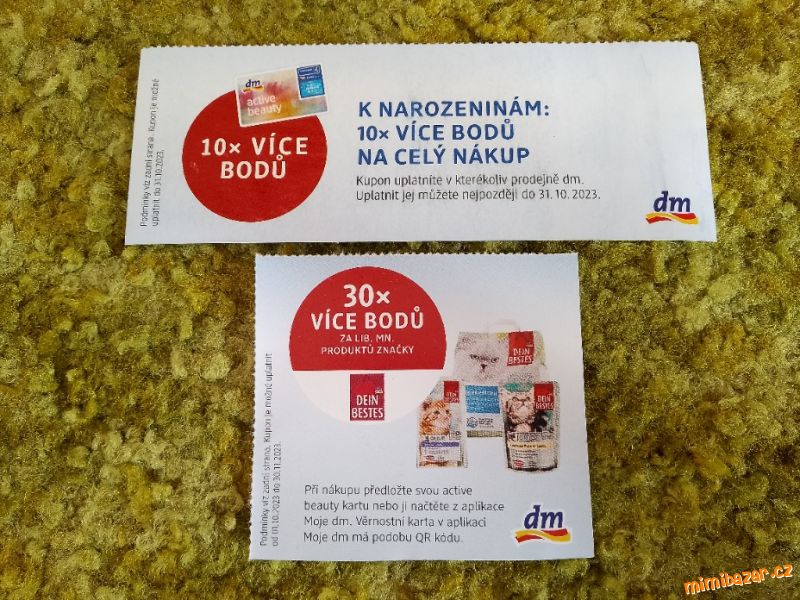 Podmínky viz zadní strana. Kupon je možné
uplatnit do 31.10.2023.
dm
active
beauty
10× VÍCE
BODŮ
K NAROZENINÁM:
10× VÍCE BODŮ
NA CELÝ NÁKUP
Kupon uplatníte v kterékoliv prodejně dm.
Uplatnit jej můžete nejpozději do 31. 10. 2023.
dm
Podmínky viz zadní strana. Kupon je možné uplatnit
od 01.10.2023 do 30.11.2023.
30×
VÍCE BODŮ
ZA LIB. MN.
PRODUKTŮ ZNAČKY
DEIN
BESTES
DEIN
BESTES
Při nákupu předložte svou active
beauty kartu nebo ji načtěte z aplikace
Moje dm. Věrnostní karta v aplikaci
Moje dm má podobu QR kódu.
dm
mimibazar.cz